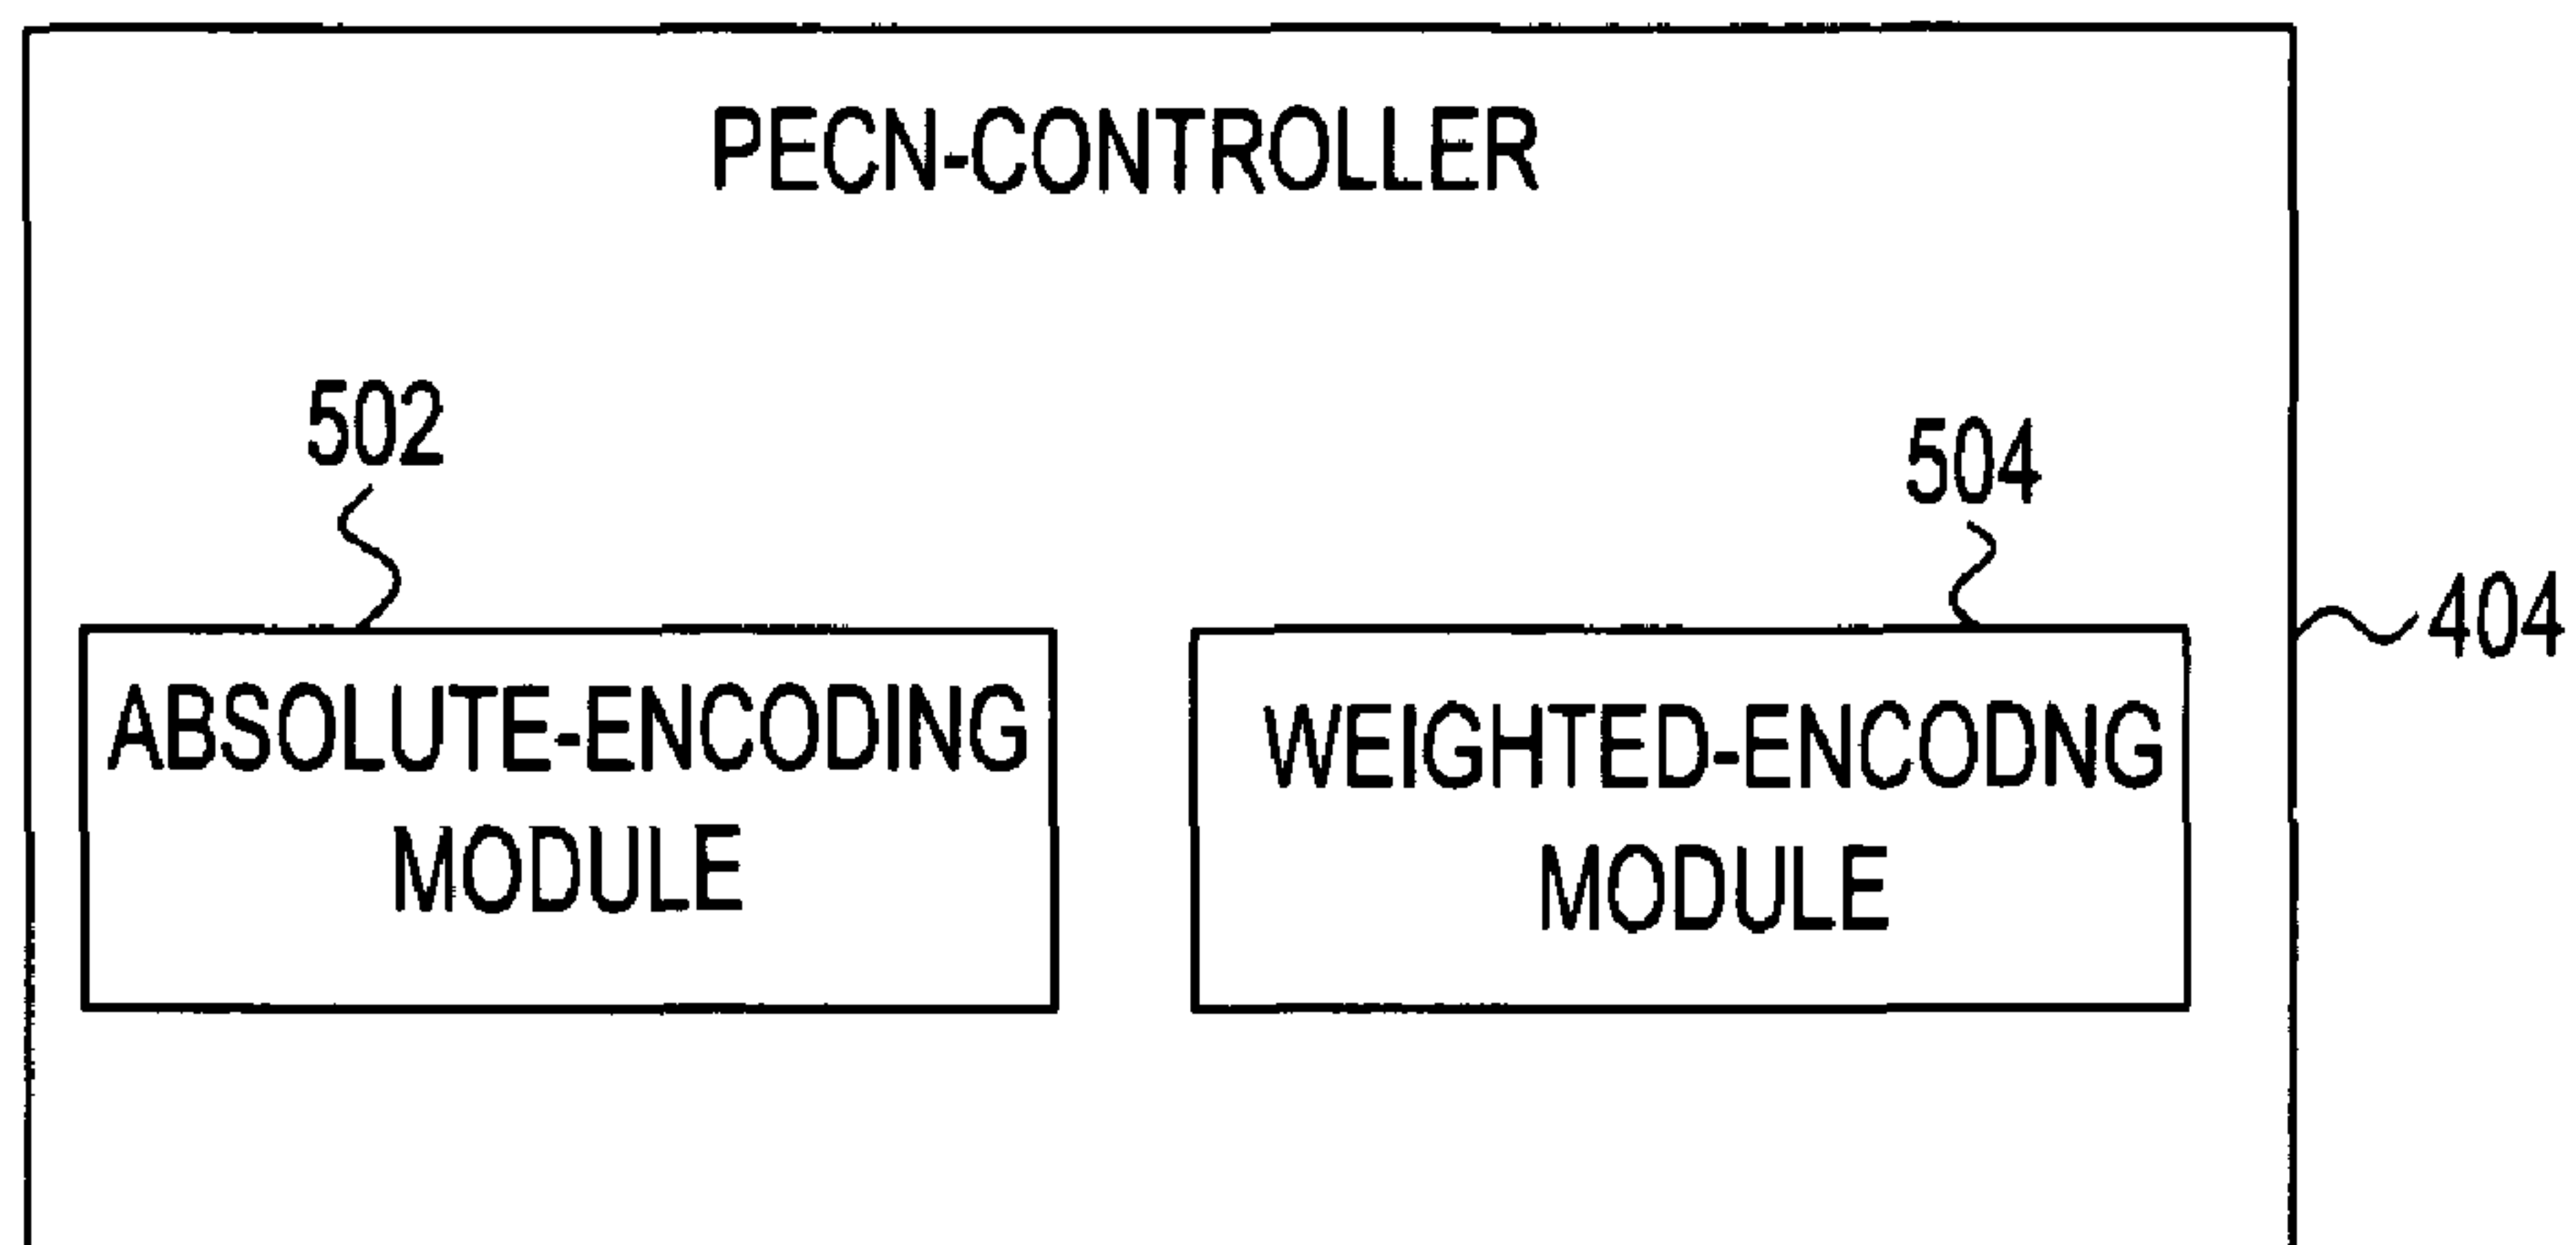 PECN-CONTROLLER
502
504
404
ABSOLUTE-ENCODING
MODULE
WEIGHTED-ENCODNG
MODULE